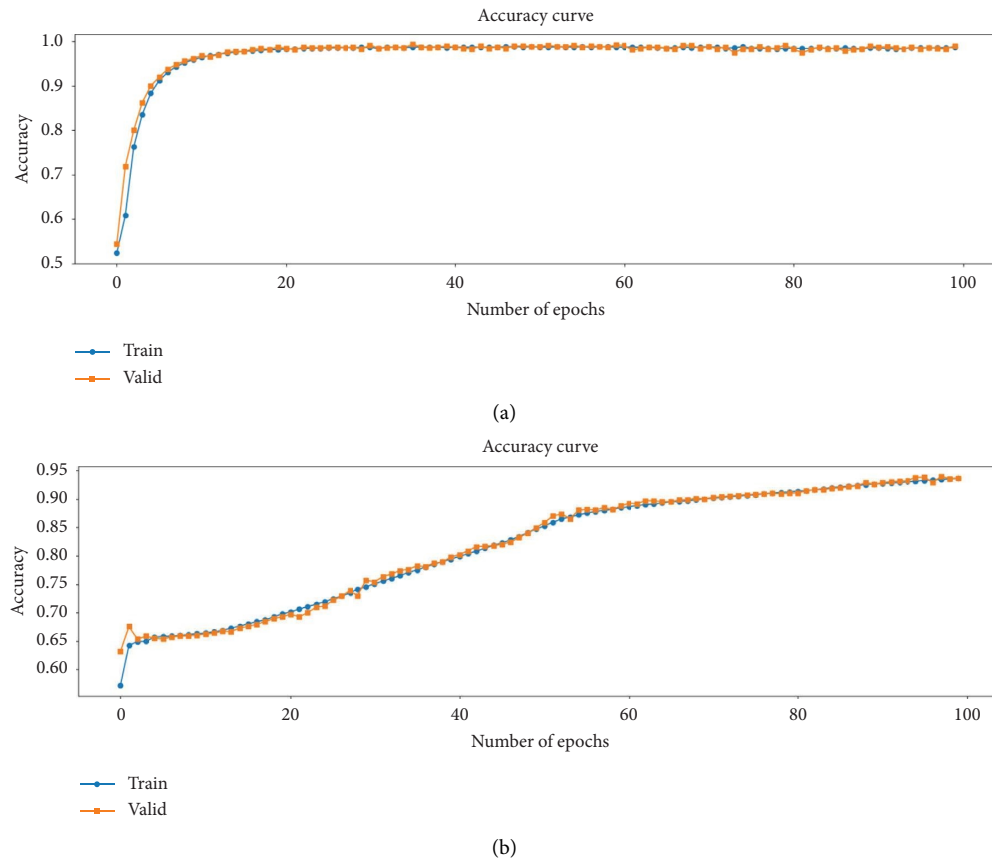 Accuracy curve
1.0
0.9
0.8
0.7
0.6
0.5
Accuracy
0 20 40 60 80 100
Number of epochs
Train
Valid
(a)
Accuracy curve
0.95
0.90
0.85
0.80
0.75
0.70
0.65
0.60
Accuracy
0 20 40 60 80 100
Number of epochs
Train
Valid
(b)